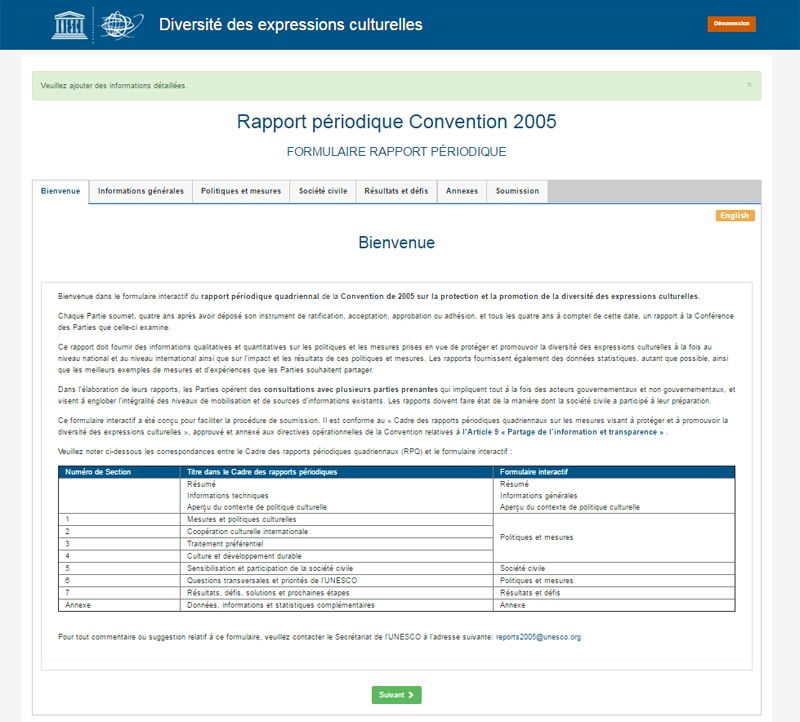 UNESCO
Diversité des expressions culturelles
Déconnexion
Veuillez ajouter des informations détaillées.
×
Rapport périodique Convention 2005
FORMULAIRE RAPPORT PÉRIODIQUE
Bienvenue Informations générales Politiques et mesures Société civile Résultats et défis Annexes Soumission
English
Bienvenue
Bienvenue dans le formulaire interactif du rapport périodique quadriennal de la Convention de 2005 sur la protection et la promotion de la diversité des expressions culturelles.
Chaque Partie soumet, quatre ans après avoir déposé son instrument de ratification, acceptation, approbation ou adhésion, et tous les quatre ans à compter de cette date, un rapport à la Conférence
des Parties que celle-ci examine.
Ce rapport doit fournir des informations qualitatives et quantitatives sur les politiques et les mesures prises en vue de protéger et promouvoir la diversité des expressions culturelles à la fois au
niveau national et au niveau international ainsi que sur l'impact et les résultats de ces politiques et mesures. Les rapports fournissent également des données statistiques, autant que possible, ainsi
que les meilleurs exemples de mesures et d'expériences que les Parties souhaitent partager.
Dans l'élaboration de leurs rapports, les Parties opèrent des consultations avec plusieurs parties prenantes qui impliquent tout à la fois des acteurs gouvernementaux et non gouvernementaux, et
visent à englober l'intégralité des niveaux de mobilisation et de sources d'informations existants. Les rapports doivent faire état de la manière dont la société civile a participé à leur préparation.
Ce formulaire interactif a été conçu pour faciliter la procédure de soumission. Il est conforme au « Cadre des rapports périodiques quadriennaux sur les mesures visant à protéger et à promouvoir la
diversité des expressions culturelles », approuvé et annexé aux directives opérationnelles de la Convention relatives à l'Article 9 « Partage de l'information et transparence » .
Veuillez noter ci-dessous les correspondances entre le Cadre des rapports périodiques quadriennaux (RPQ) et le formulaire interactif :
Numéro de Section Titre dans le Cadre des rapports périodiques Formulaire interactif
Résumé Résumé
Informations techniques Informations générales
Aperçu du contexte de politique culturelle Aperçu du contexte de politique culturelle
1 Mesures et politiques culturelles
2 Coopération culturelle internationale
Politiques et mesures
3 Traitement préférentiel
4 Culture et développement durable
5 Sensibilisation et participation de la société civile Société civile
6 Questions transversales et priorités de l'UNESCO Politiques et mesures
7 Résultats, défis, solutions et prochaines étapes Résultats et défis
Annexe Données, informations et statistiques complémentaires Annexe
Pour tout commentaire ou suggestion relatif à ce formulaire, veuillez contacter le Secrétariat de l'UNESCO à l'adresse suivante: reports2005@unesco.org
Suivant